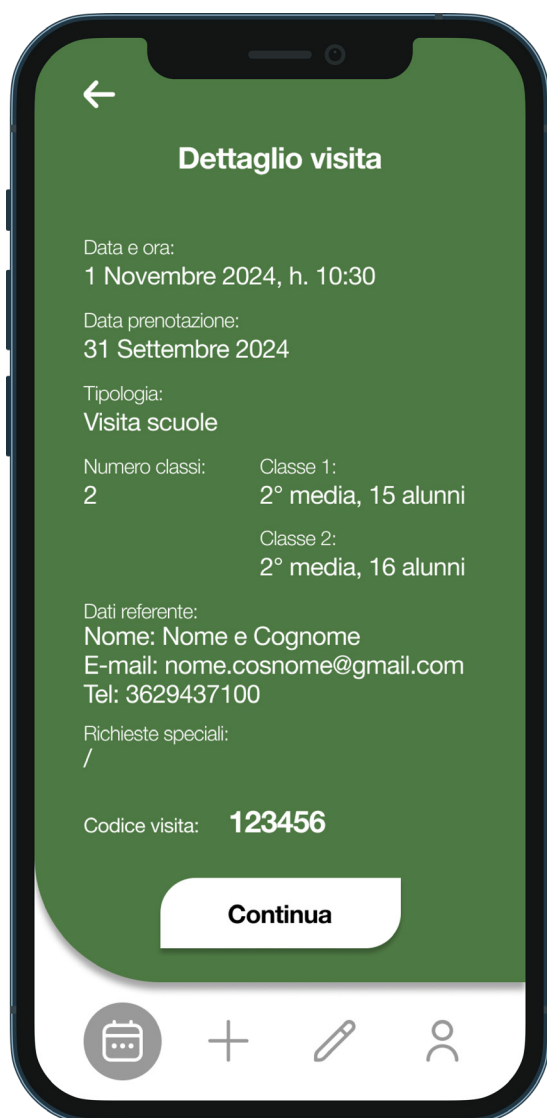 Dettaglio visita
Data e ora:
1 Novembre 2024, h. 10:30
Data prenotazione:
31 Settembre 2024
Tipologia:
Visita scuole
Numero classi:
2
Classe 1:
2° media, 15 alunni
Classe 2:
2° media, 16 alunni
Dati referente:
Nome: Nome e Cognome
E-mail: nome.cosnome@gmail.com
Tel: 3629437100
Richieste speciali:
/
Codice visita: 123456
Continua